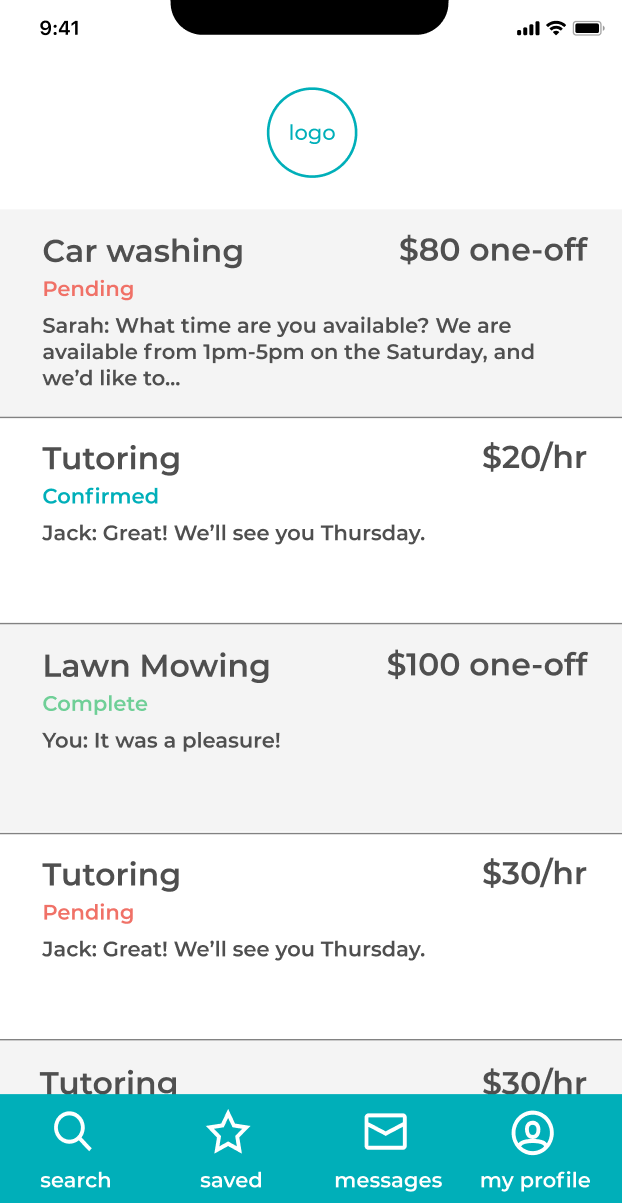 9:41
logo
Car washing $80 one-off
Pending
Sarah: What time are you available? We are
available from 1pm-5pm on the Saturday, and
we’d like to...
Tutoring $20/hr
Confirmed
Jack: Great! We’ll see you Thursday.
Lawn Mowing $100 one-off
Complete
You: It was a pleasure!
Tutoring $30/hr
Pending
Jack: Great! We’ll see you Thursday.
Tutoring $30/hr
search saved messages my profile